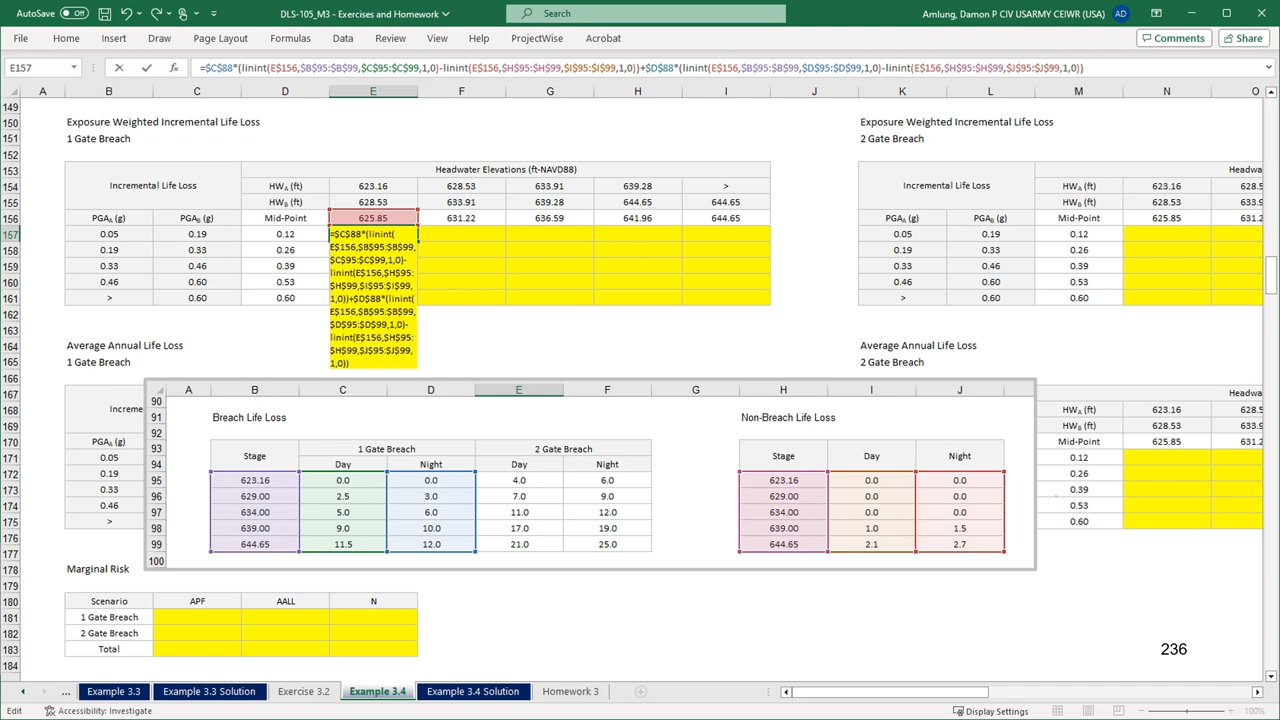 AutoSave Off DLS-105_M3 - Exercises and Homework Search Amlung, Damon P CIV USARMY CEIWR (USA) AD
File Home Insert Draw Page Layout Formulas Data Review View Help ProjectWise Acrobat Comments Share
E157 fx =$C$88*(linint(E$156,$B$95:$B$99,$C$95:$C$99,1,0)-linint(E$156,$H$95:$H$99,$I$95:$I$99,1,0))+$D$88*(linint(E$156,$B$95:$B$99,$D$95:$D$99,1,0)-linint(E$156,$H$95:$H$99,$J$95:$J$99,1,0))
A B C D E F G H I J K L M N O
149
150 Exposure Weighted Incremental Life Loss Exposure Weighted Incremental Life Loss
151 1 Gate Breach 2 Gate Breach
152
153 Headwater Elevations (ft-NAVD88) Headwa
154 Incremental Life Loss HWA (ft) 623.16 628.53 633.91 639.28 > Incremental Life Loss HWA (ft) 623.16 628.5
155 HWB (ft) 628.53 633.91 639.28 644.65 644.65 HWB (ft) 628.53 633.9
156 PGAA (g) PGAB (g) Mid-Point 625.85 631.22 636.59 641.96 644.65 PGAA (g) PGAB (g) Mid-Point 625.85 631.2
157 0.05 0.19 0.12 =$C$88*(linint( 0.05 0.19 0.12
E$156,$B$95:$B$99,
158 0.19 0.33 0.26 $C$95:$C$99,1,0)- 0.19 0.33 0.26
159 0.33 0.46 0.39 linint(E$156,$H$95: 0.33 0.46 0.39
160 0.46 0.60 0.53 $H$99,$I$95:$I$99, 0.46 0.60 0.53
161 > 0.60 0.60 1,0))+$D$88*(linint( > 0.60 0.60
162 E$156,$B$95:$B$99,
163 $D$95:$D$99,1,0)-
164 Average Annual Life Loss linint(E$156,$H$95: Average Annual Life Loss
$H$99,$J$95:$J$99,
165 1 Gate Breach 1,0)) 2 Gate Breach
166
167 Headwa
168 Increme HWA (ft) 623.16 628.5
169 HWB (ft) 628.53 633.9
170 PGAA (g) Mid-Point 625.85 631.2
171 0.05 0.12
172 0.19 0.26
173 0.33 0.39
174 0.46 0.53
175 > 0.60
176
177
A B C D E F G H I J
90
91 Breach Life Loss Non-Breach Life Loss
92
93 Stage 1 Gate Breach 2 Gate Breach Stage Day Night
94 Day Night Day Night
95 623.16 0.0 0.0 4.0 6.0 623.16 0.0 0.0
96 629.00 2.5 3.0 7.0 9.0 629.00 0.0 0.0
97 634.00 5.0 6.0 11.0 12.0 634.00 0.0 0.0
98 639.00 9.0 10.0 17.0 19.0 639.00 1.0 1.5
99 644.65 11.5 12.0 21.0 25.0 644.65 2.1 2.7
100
178 Marginal Risk
179
180 Scenario APF AALL N
181 1 Gate Breach
182 2 Gate Breach
183 Total 236
184
... Example 3.3 Example 3.3 Solution Exercise 3.2 Example 3.4 Example 3.4 Solution Homework 3
Edit Accessibility: Investigate Display Settings 100%